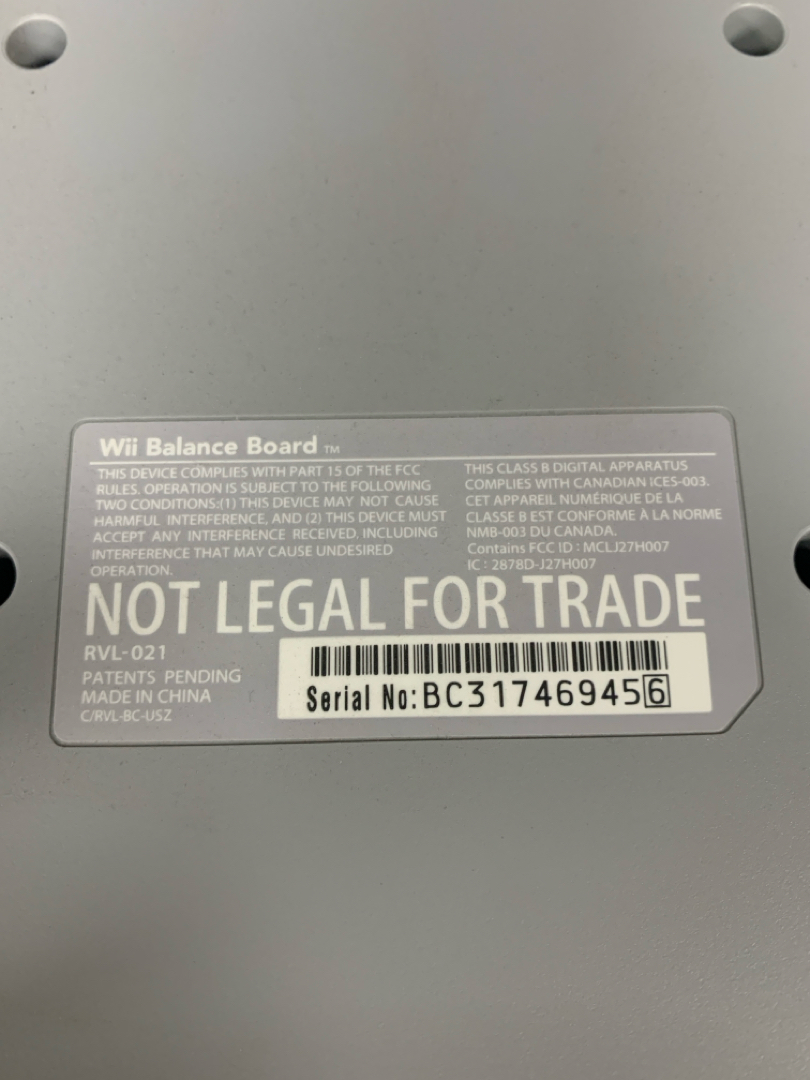 Wii Balance Board ™
THIS DEVICE COMPLIES WITH PART 15 OF THE FCC
RULES. OPERATION IS SUBJECT TO THE FOLLOWING
TWO CONDITIONS:(1) THIS DEVICE MAY NOT CAUSE
HARMFUL INTERFERENCE, AND (2) THIS DEVICE MUST
ACCEPT ANY INTERFERENCE RECEIVED, INCLUDING
INTERFERENCE THAT MAY CAUSE UNDESIRED
OPERATION.
THIS CLASS B DIGITAL APPARATUS
COMPLIES WITH CANADIAN ICES-003.
CET APPAREIL NUMÉRIQUE DE LA
CLASSE B EST CONFORME À LA NORME
NMB-003 DU CANADA.
Contains FCC ID : MCLJ27H007
IC : 2878D-J27H007
NOT LEGAL FOR TRADE
RVL-021
PATENTS PENDING
MADE IN CHINA
C/RVL-BC-USZ
Serial No:BC317469456